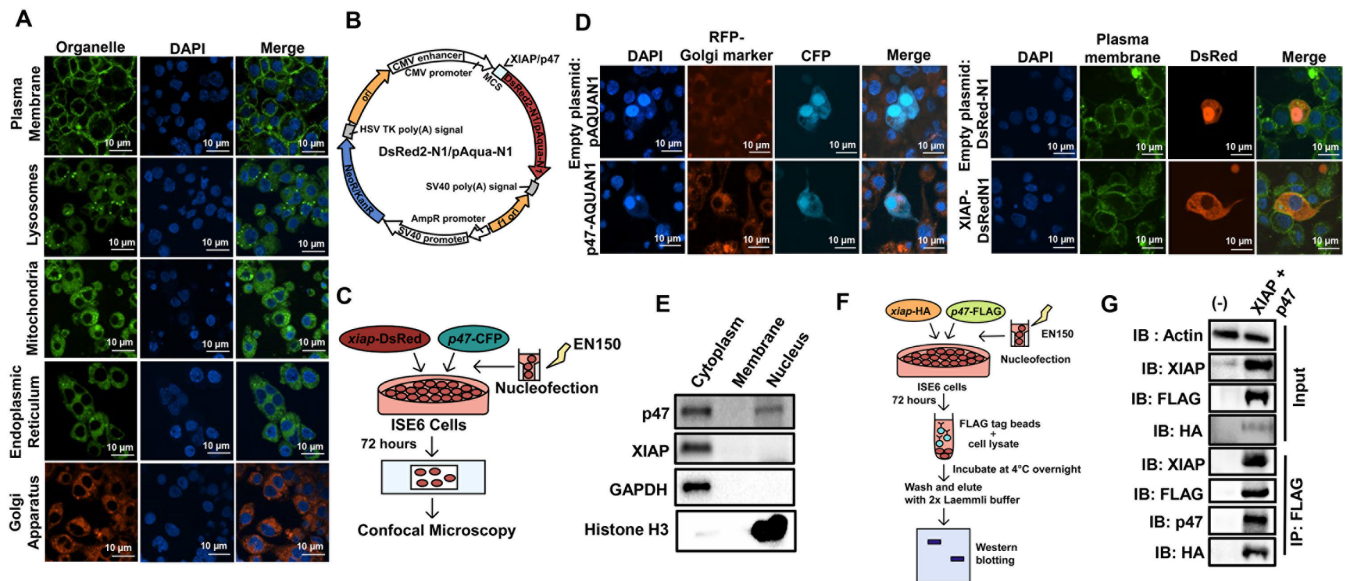 A
Organelle DAPI Merge
Plasma
Membrane
10 μm 10 μm 10 μm
Lysosomes
10 μm 10 μm 10 μm
Mitochondria
10 μm 10 μm 10 μm
Endoplasmic
Reticulum
10 μm 10 μm 10 μm
Golgi
Apparatus
10 μm 10 μm 10 μm
B
CMV enhancer
CMV promoter
XIAP/p47
MCS
DsRed2-N1/pAqua-N1
ori
HSV TK poly(A) signal
DsRed2-N1/pAqua-N1
NeoR/KanR
SV40 poly(A) signal
AmpR promoter
f1 ori
SV40 promoter
C
xiap-DsRed
p47-CFP
EN150
Nucleofection
ISE6 Cells
72 hours
Confocal Microscopy
D
RFP-
DAPI Golgi marker CFP Merge
Empty plasmid:
pAQUAN1
10 μm 10 μm 10 μm 10 μm
p47-AQUAN1
10 μm 10 μm 10 μm 10 μm
Plasma
DAPI membrane DsRed Merge
Empty plasmid:
DsRed-N1
10 μm 10 μm 10 μm 10 μm
XIAP-
DsRedN1
10 μm 10 μm 10 μm 10 μm
E
Cytoplasm
Membrane
Nucleus
p47
XIAP
GAPDH
Histone H3
F
xiap-HA
p47-FLAG
EN150
Nucleofection
ISE6 cells
72 hours
FLAG tag beads
+
cell lysate
Incubate at 4°C overnight
Wash and elute
with 2x Laemmli buffer
Western
blotting
G
(-)
XIAP +
p47
IB : Actin
IB: XIAP
IB: FLAG
IB: HA
Input
IB: XIAP
IB: FLAG
IB: p47
IB: HA
IP: FLAG